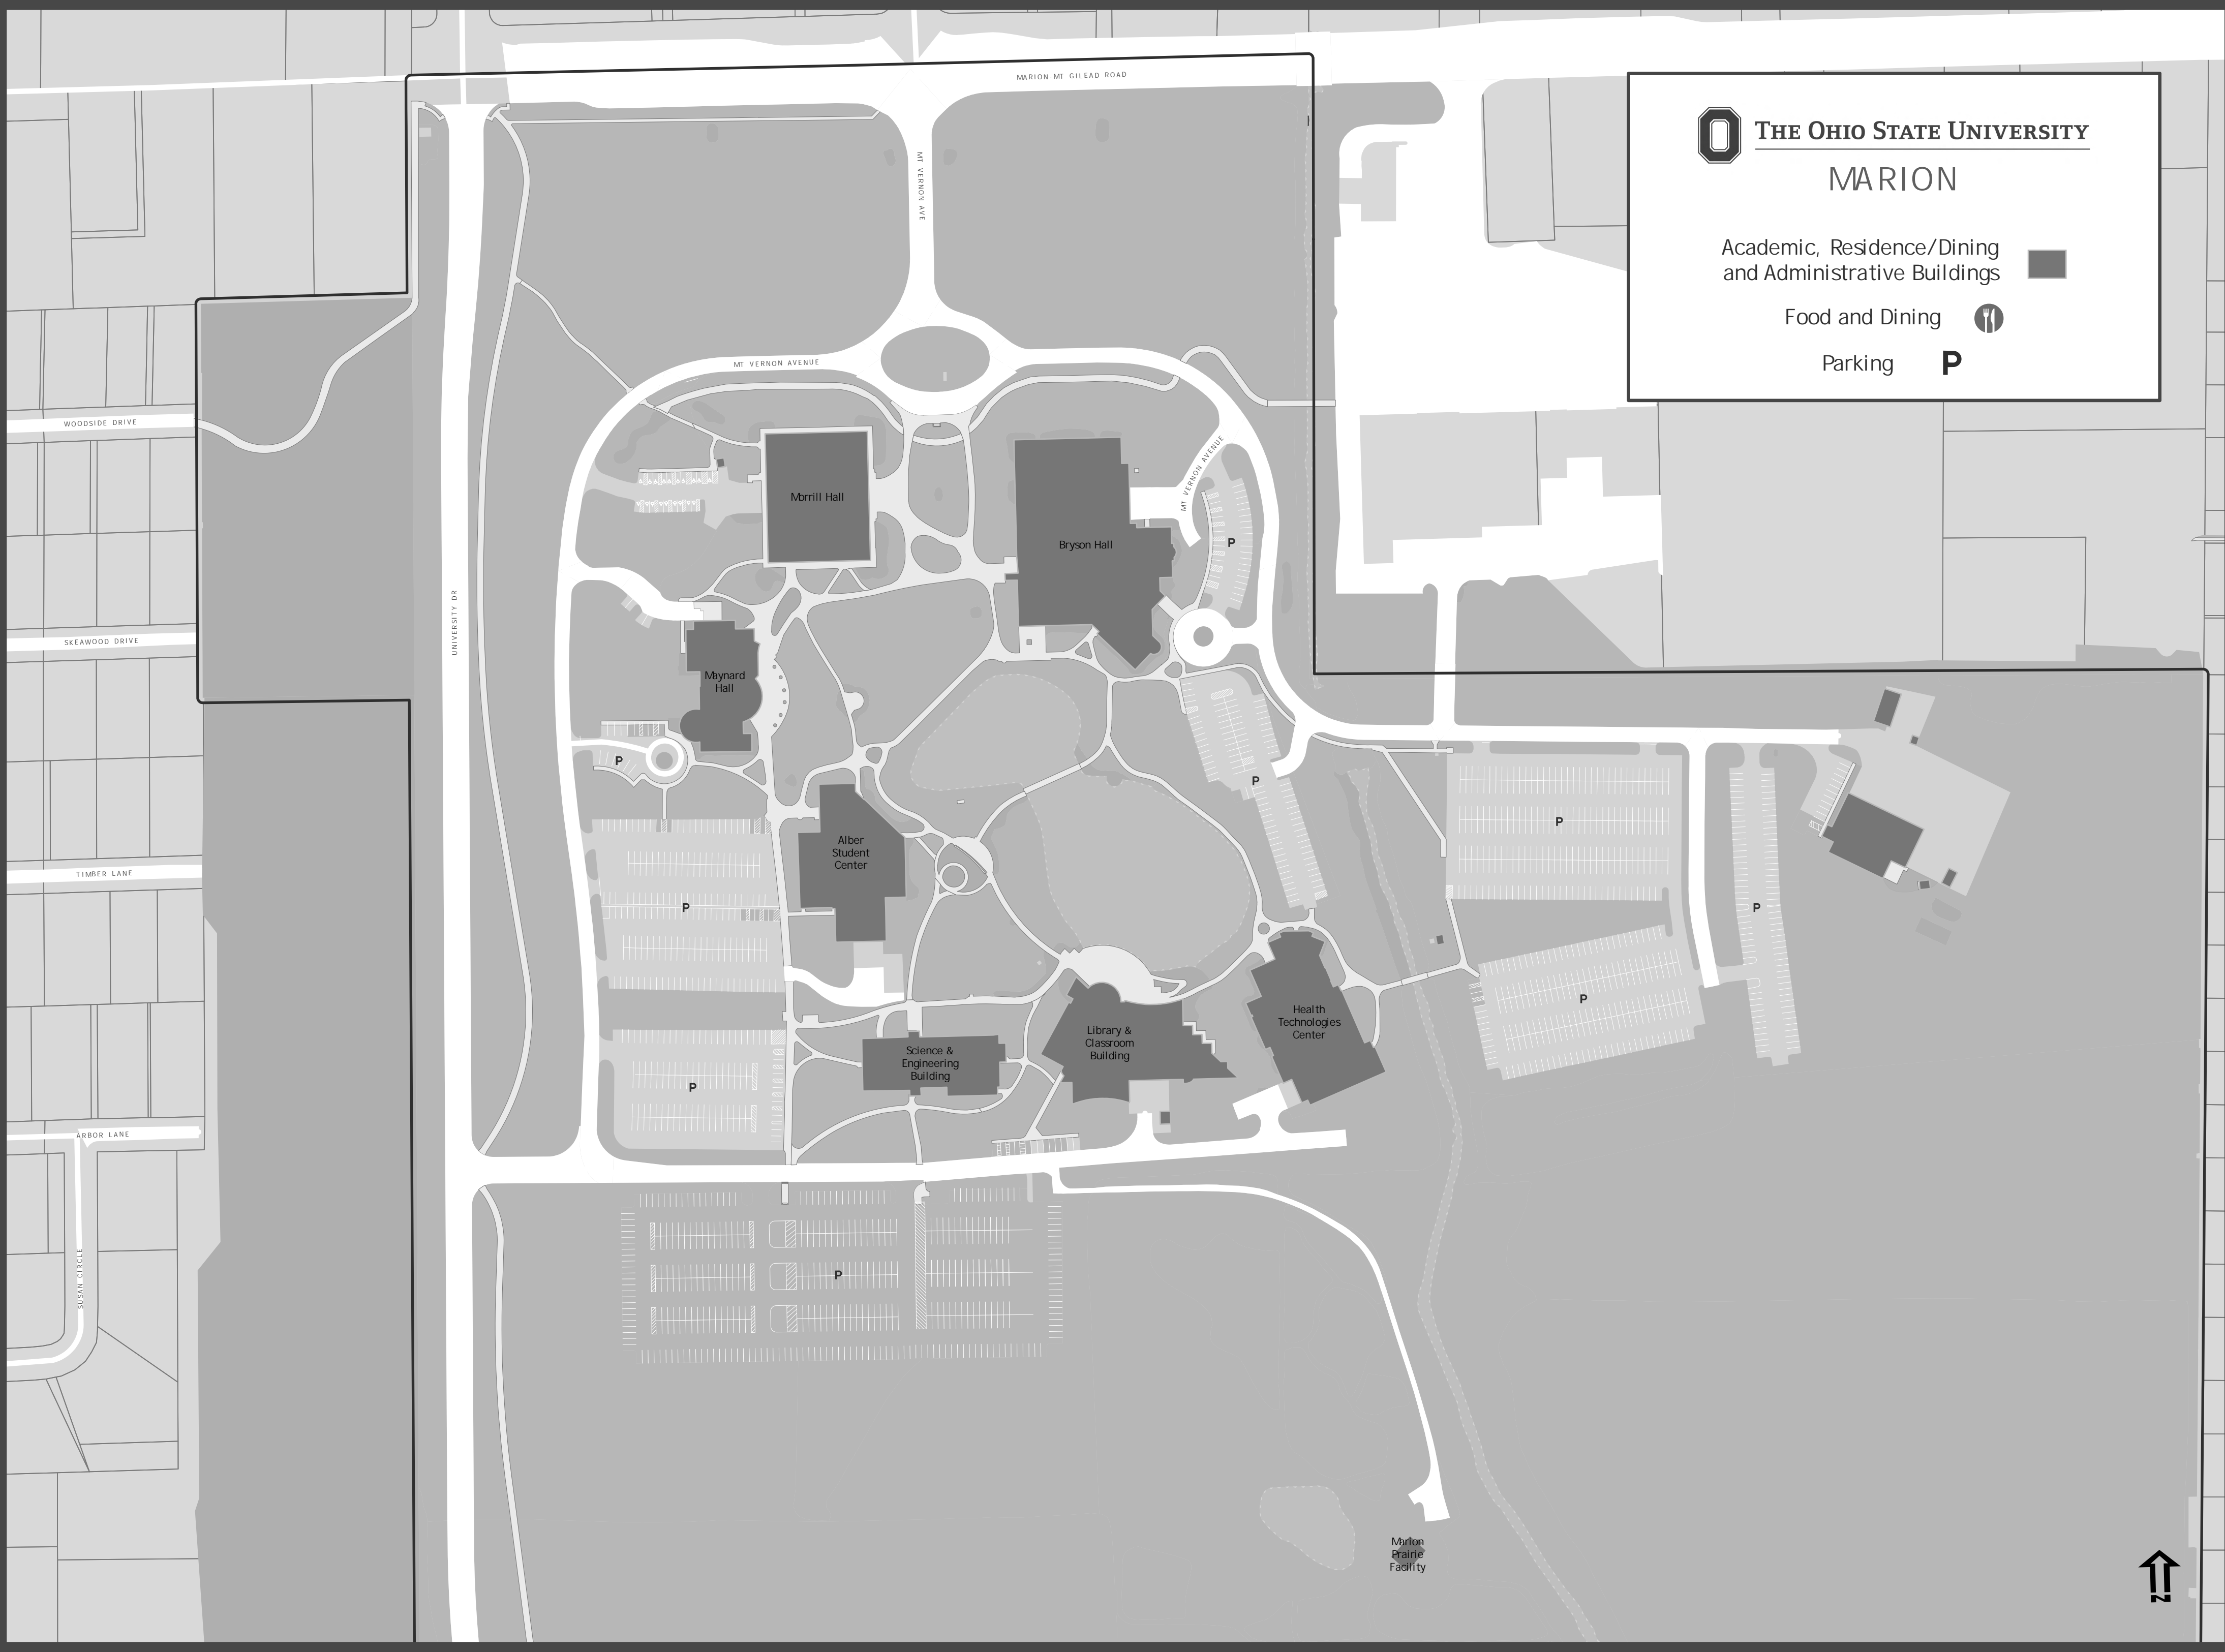 MARION-MT GILEAD ROAD
THE OHIO STATE UNIVERSITY
MARION
Academic, Residence/Dining
and Administrative Buildings
Food and Dining
Parking P
MT VERNON AVE
MT VERNON AVENUE
WOODSIDE DRIVE
MT VERNON AVENUE
Morrill Hall
Bryson Hall
P
UNIVERSITY DR
SKEAWOOD DRIVE
Maynard
Hall
P
P
P
Alber
Student
Center
TIMBER LANE
P
P
P
Health
Technologies
Center
Library &
Classroom
Building
Science &
Engineering
Building
P
ARBOR LANE
SUSAN CIRCLE
P
Marion
Prairie
Facility
N